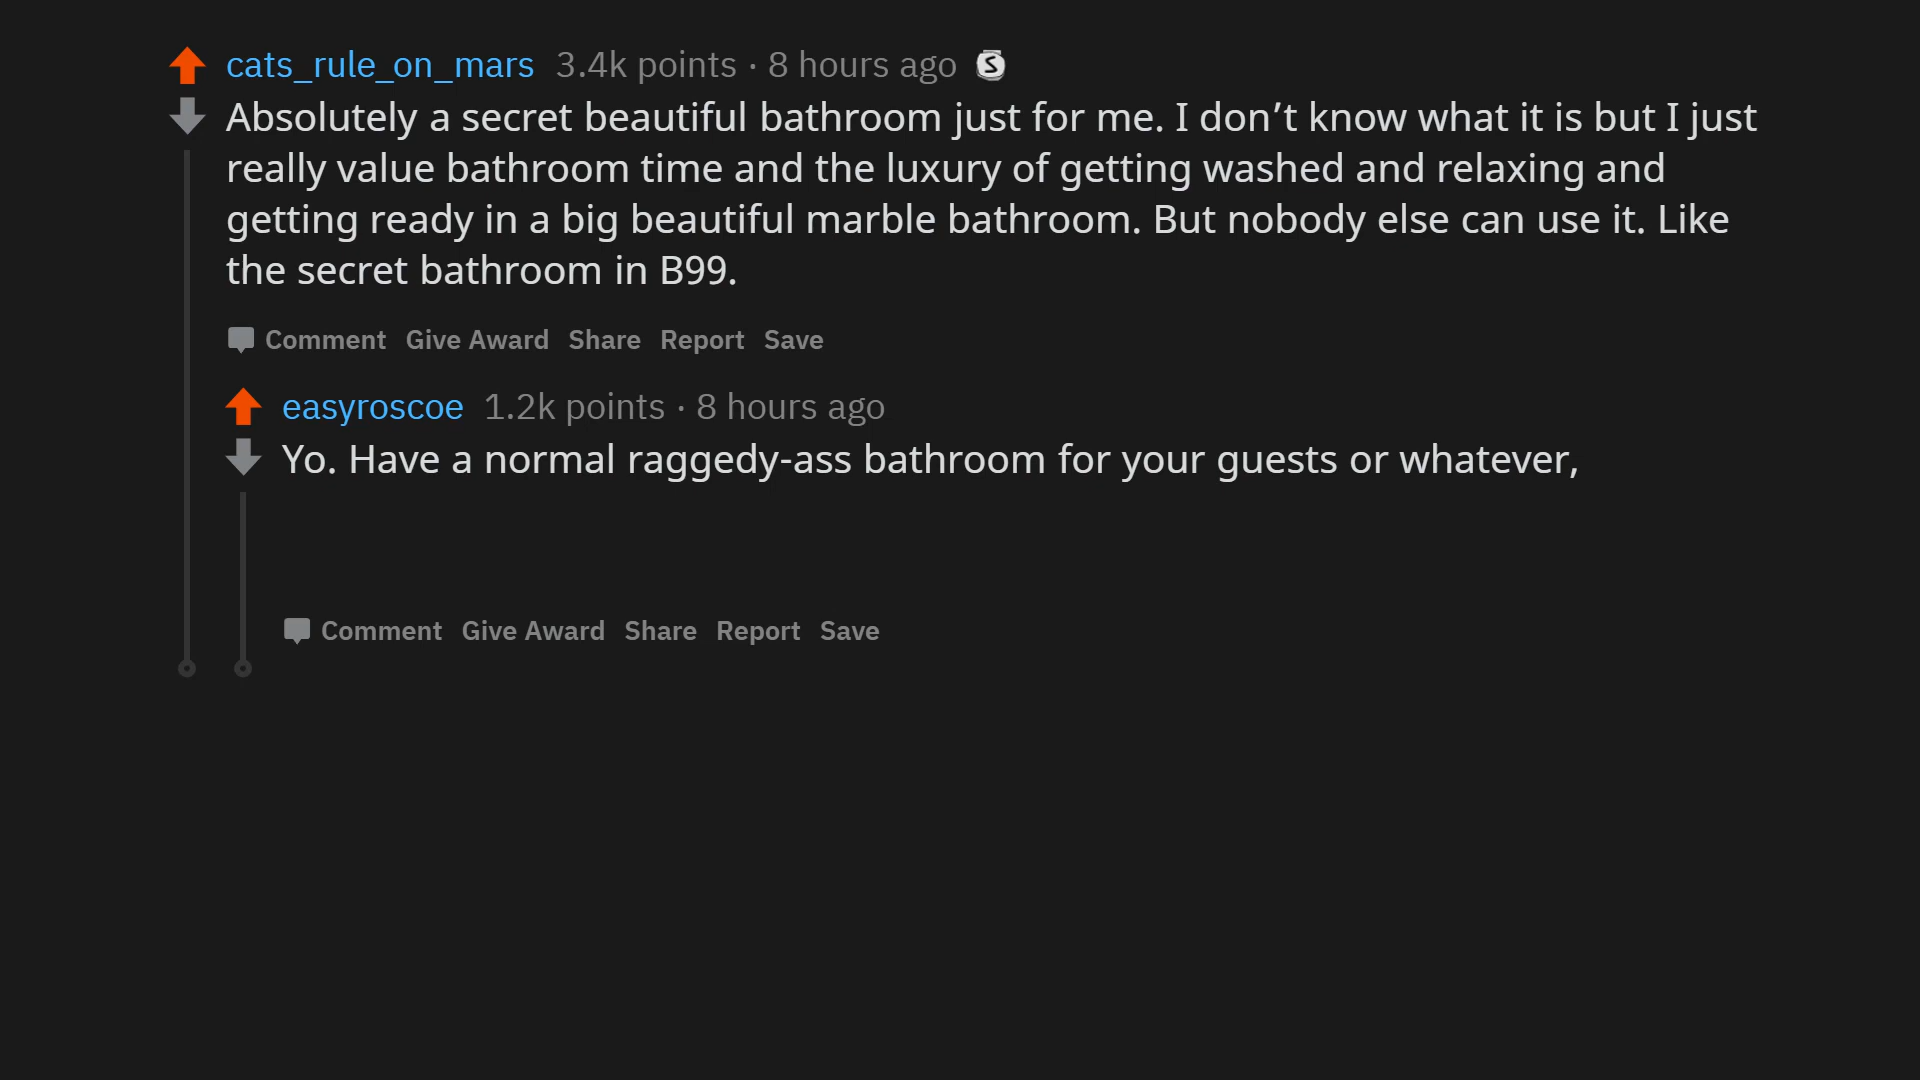 cats_rule_on_mars 3.4k points · 8 hours ago S
Absolutely a secret beautiful bathroom just for me. I don’t know what it is but I just
really value bathroom time and the luxury of getting washed and relaxing and
getting ready in a big beautiful marble bathroom. But nobody else can use it. Like
the secret bathroom in B99.
Comment Give Award Share Report Save
easyroscoe 1.2k points · 8 hours ago
Yo. Have a normal raggedy-ass bathroom for your guests or whatever,
Comment Give Award Share Report Save